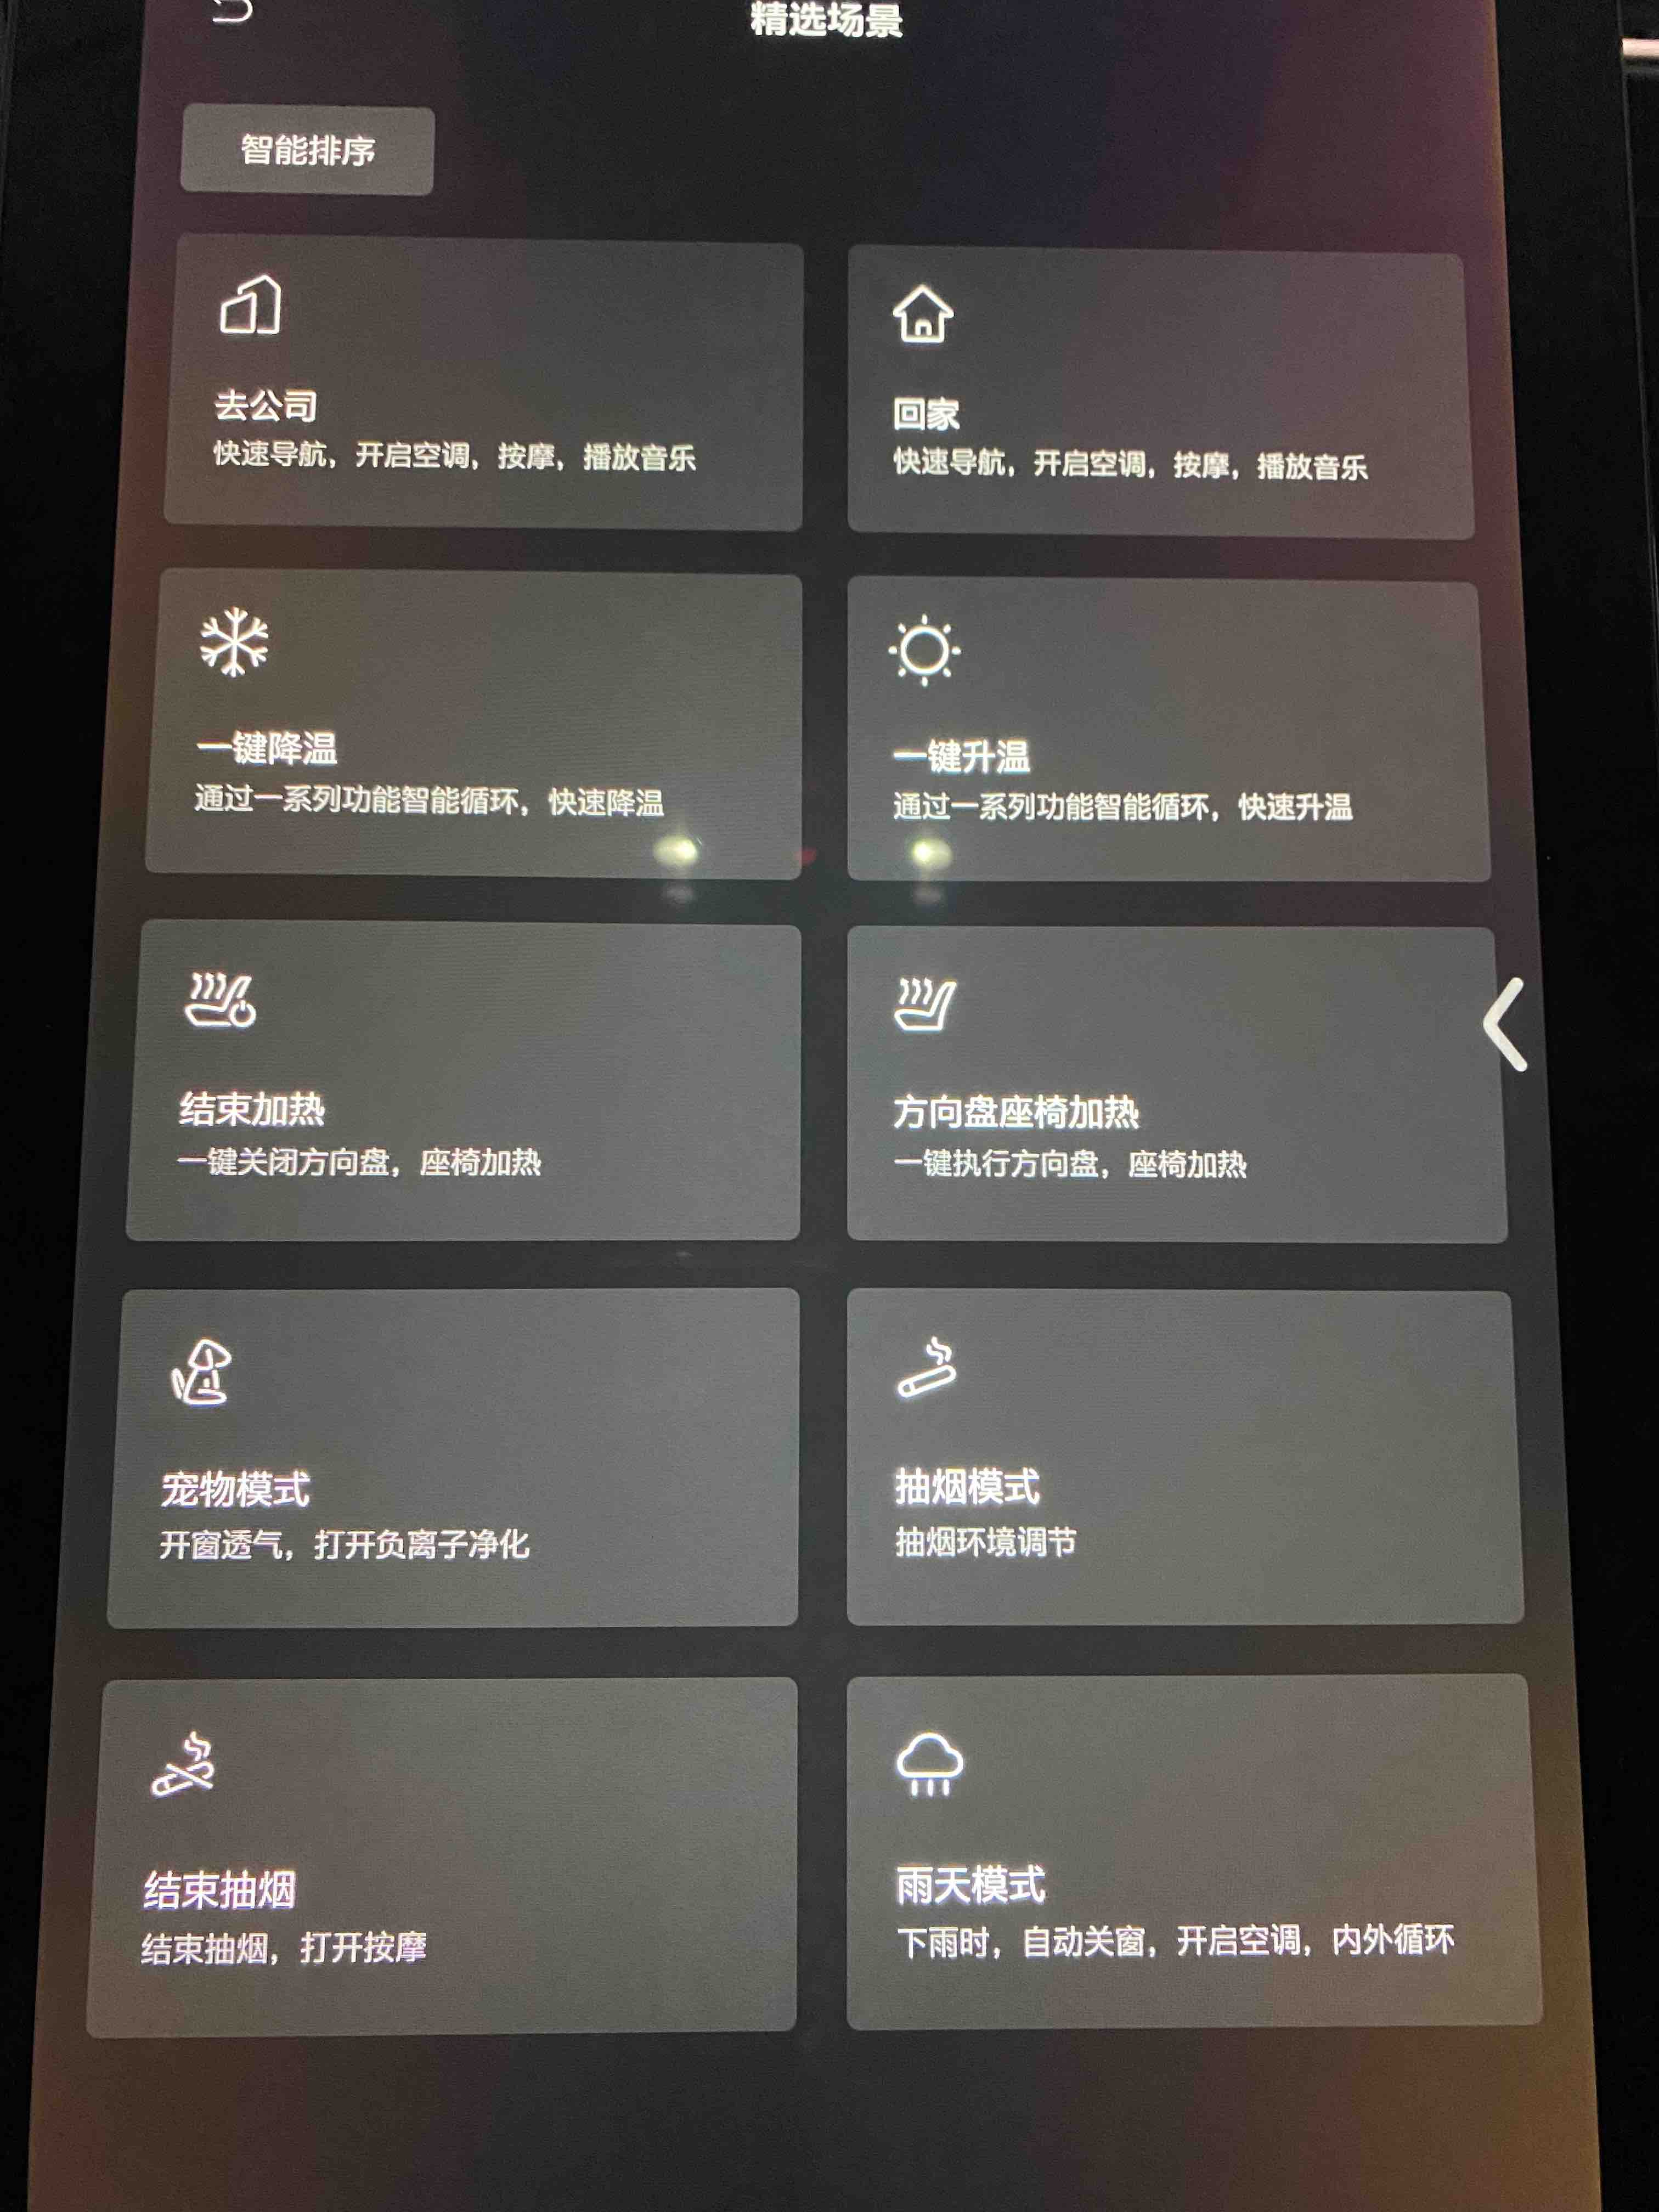 精选场景
智能排序
去公司
快速导航，开启空调，按摩，播放音乐
回家
快速导航，开启空调，按摩，播放音乐
一键降温
通过一系列功能智能循环，快速降温
一键升温
通过一系列功能智能循环，快速升温
结束加热
一键关闭方向盘，座椅加热
方向盘座椅加热
一键执行方向盘，座椅加热
宠物模式
开窗透气，打开负离子净化
抽烟模式
抽烟环境调节
结束抽烟
结束抽烟，打开按摩
雨天模式
下雨时，自动关窗，开启空调，内外循环